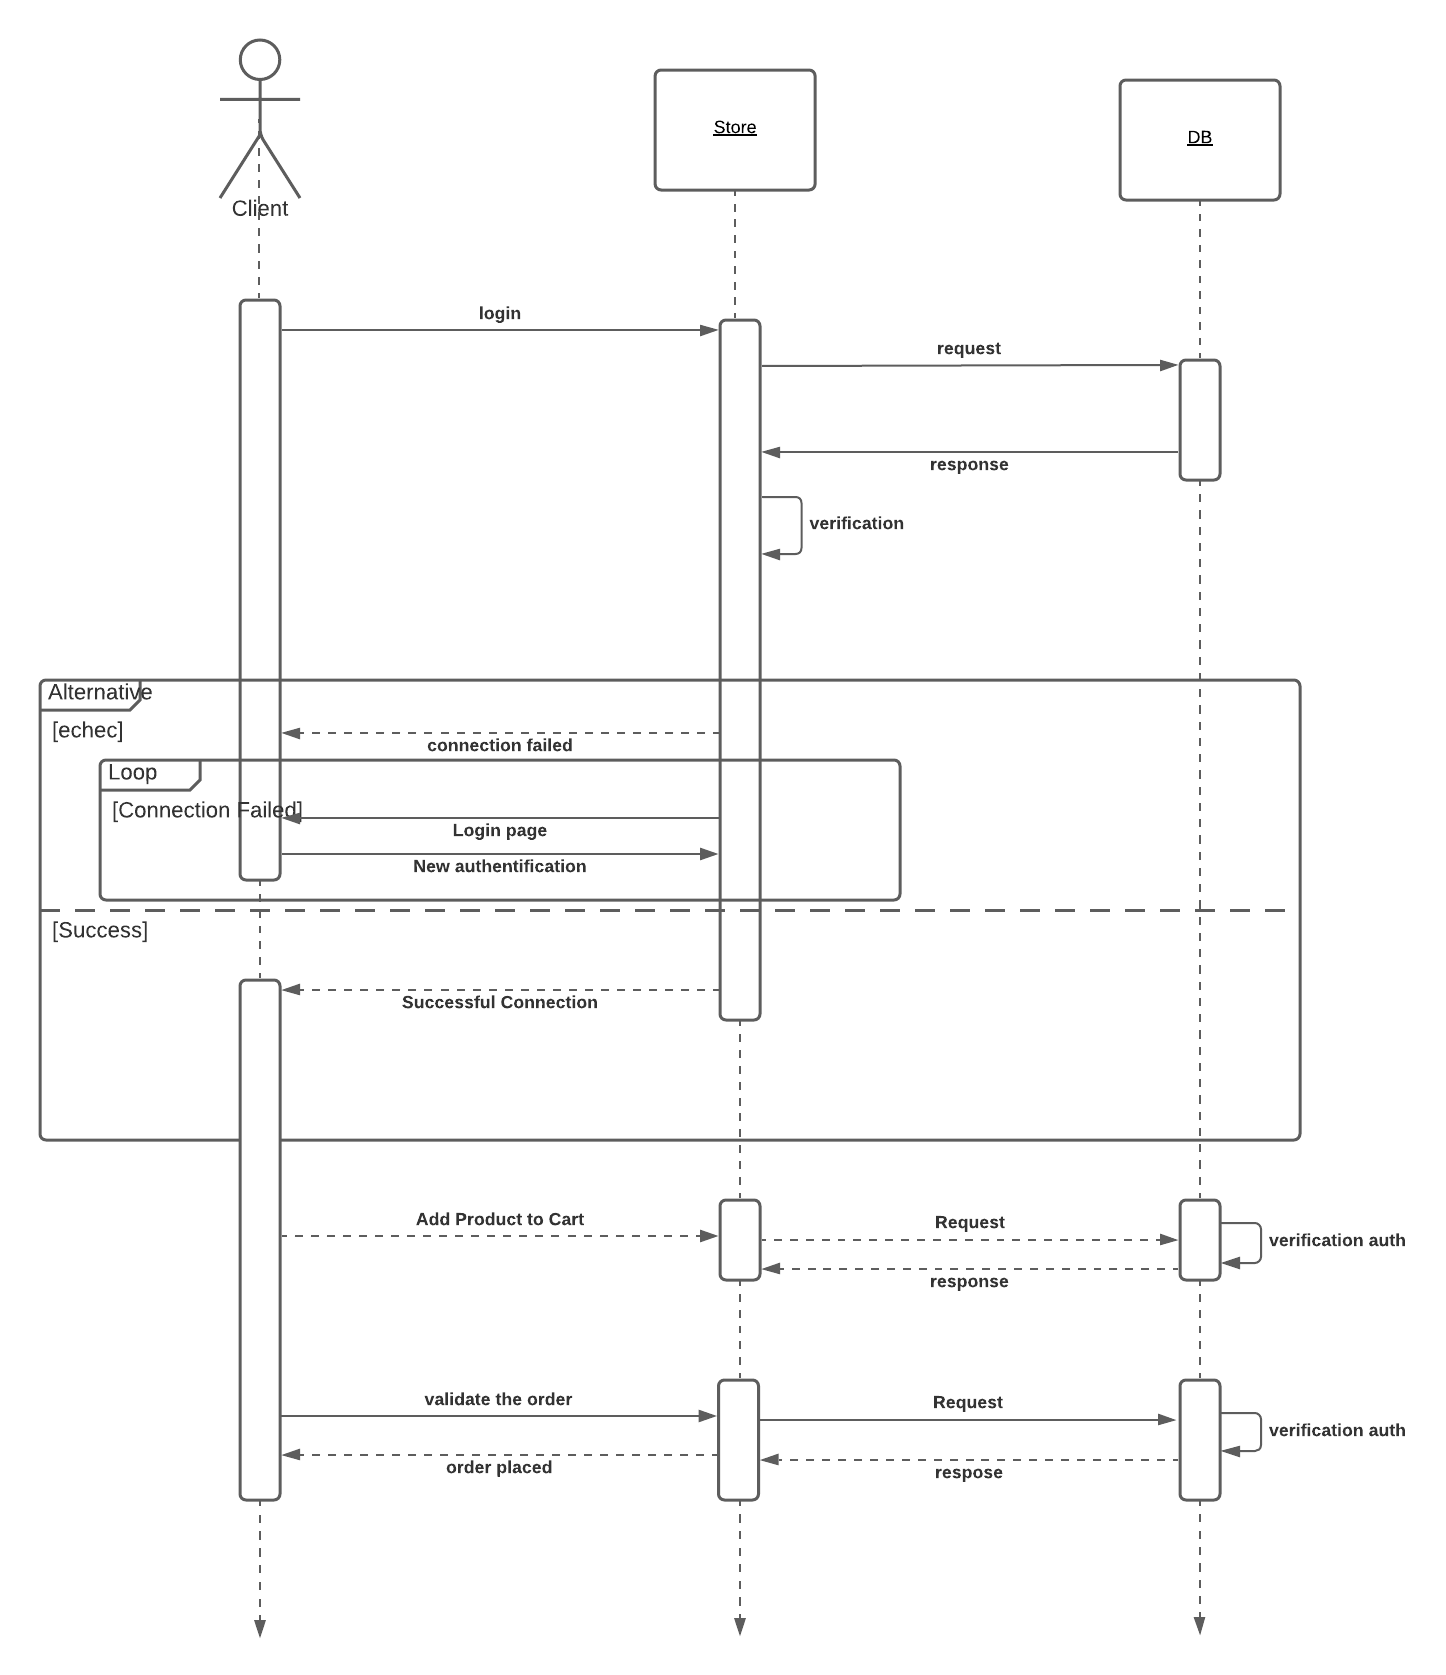 Client
Store
DB
login
request
response
verification
Alternative
[echec]
connection failed
Loop
[Connection Failed]
Login page
New authentification
[Success]
Successful Connection
Add Product to Cart
Request
verification auth
response
validate the order
Request
verification auth
order placed
respose